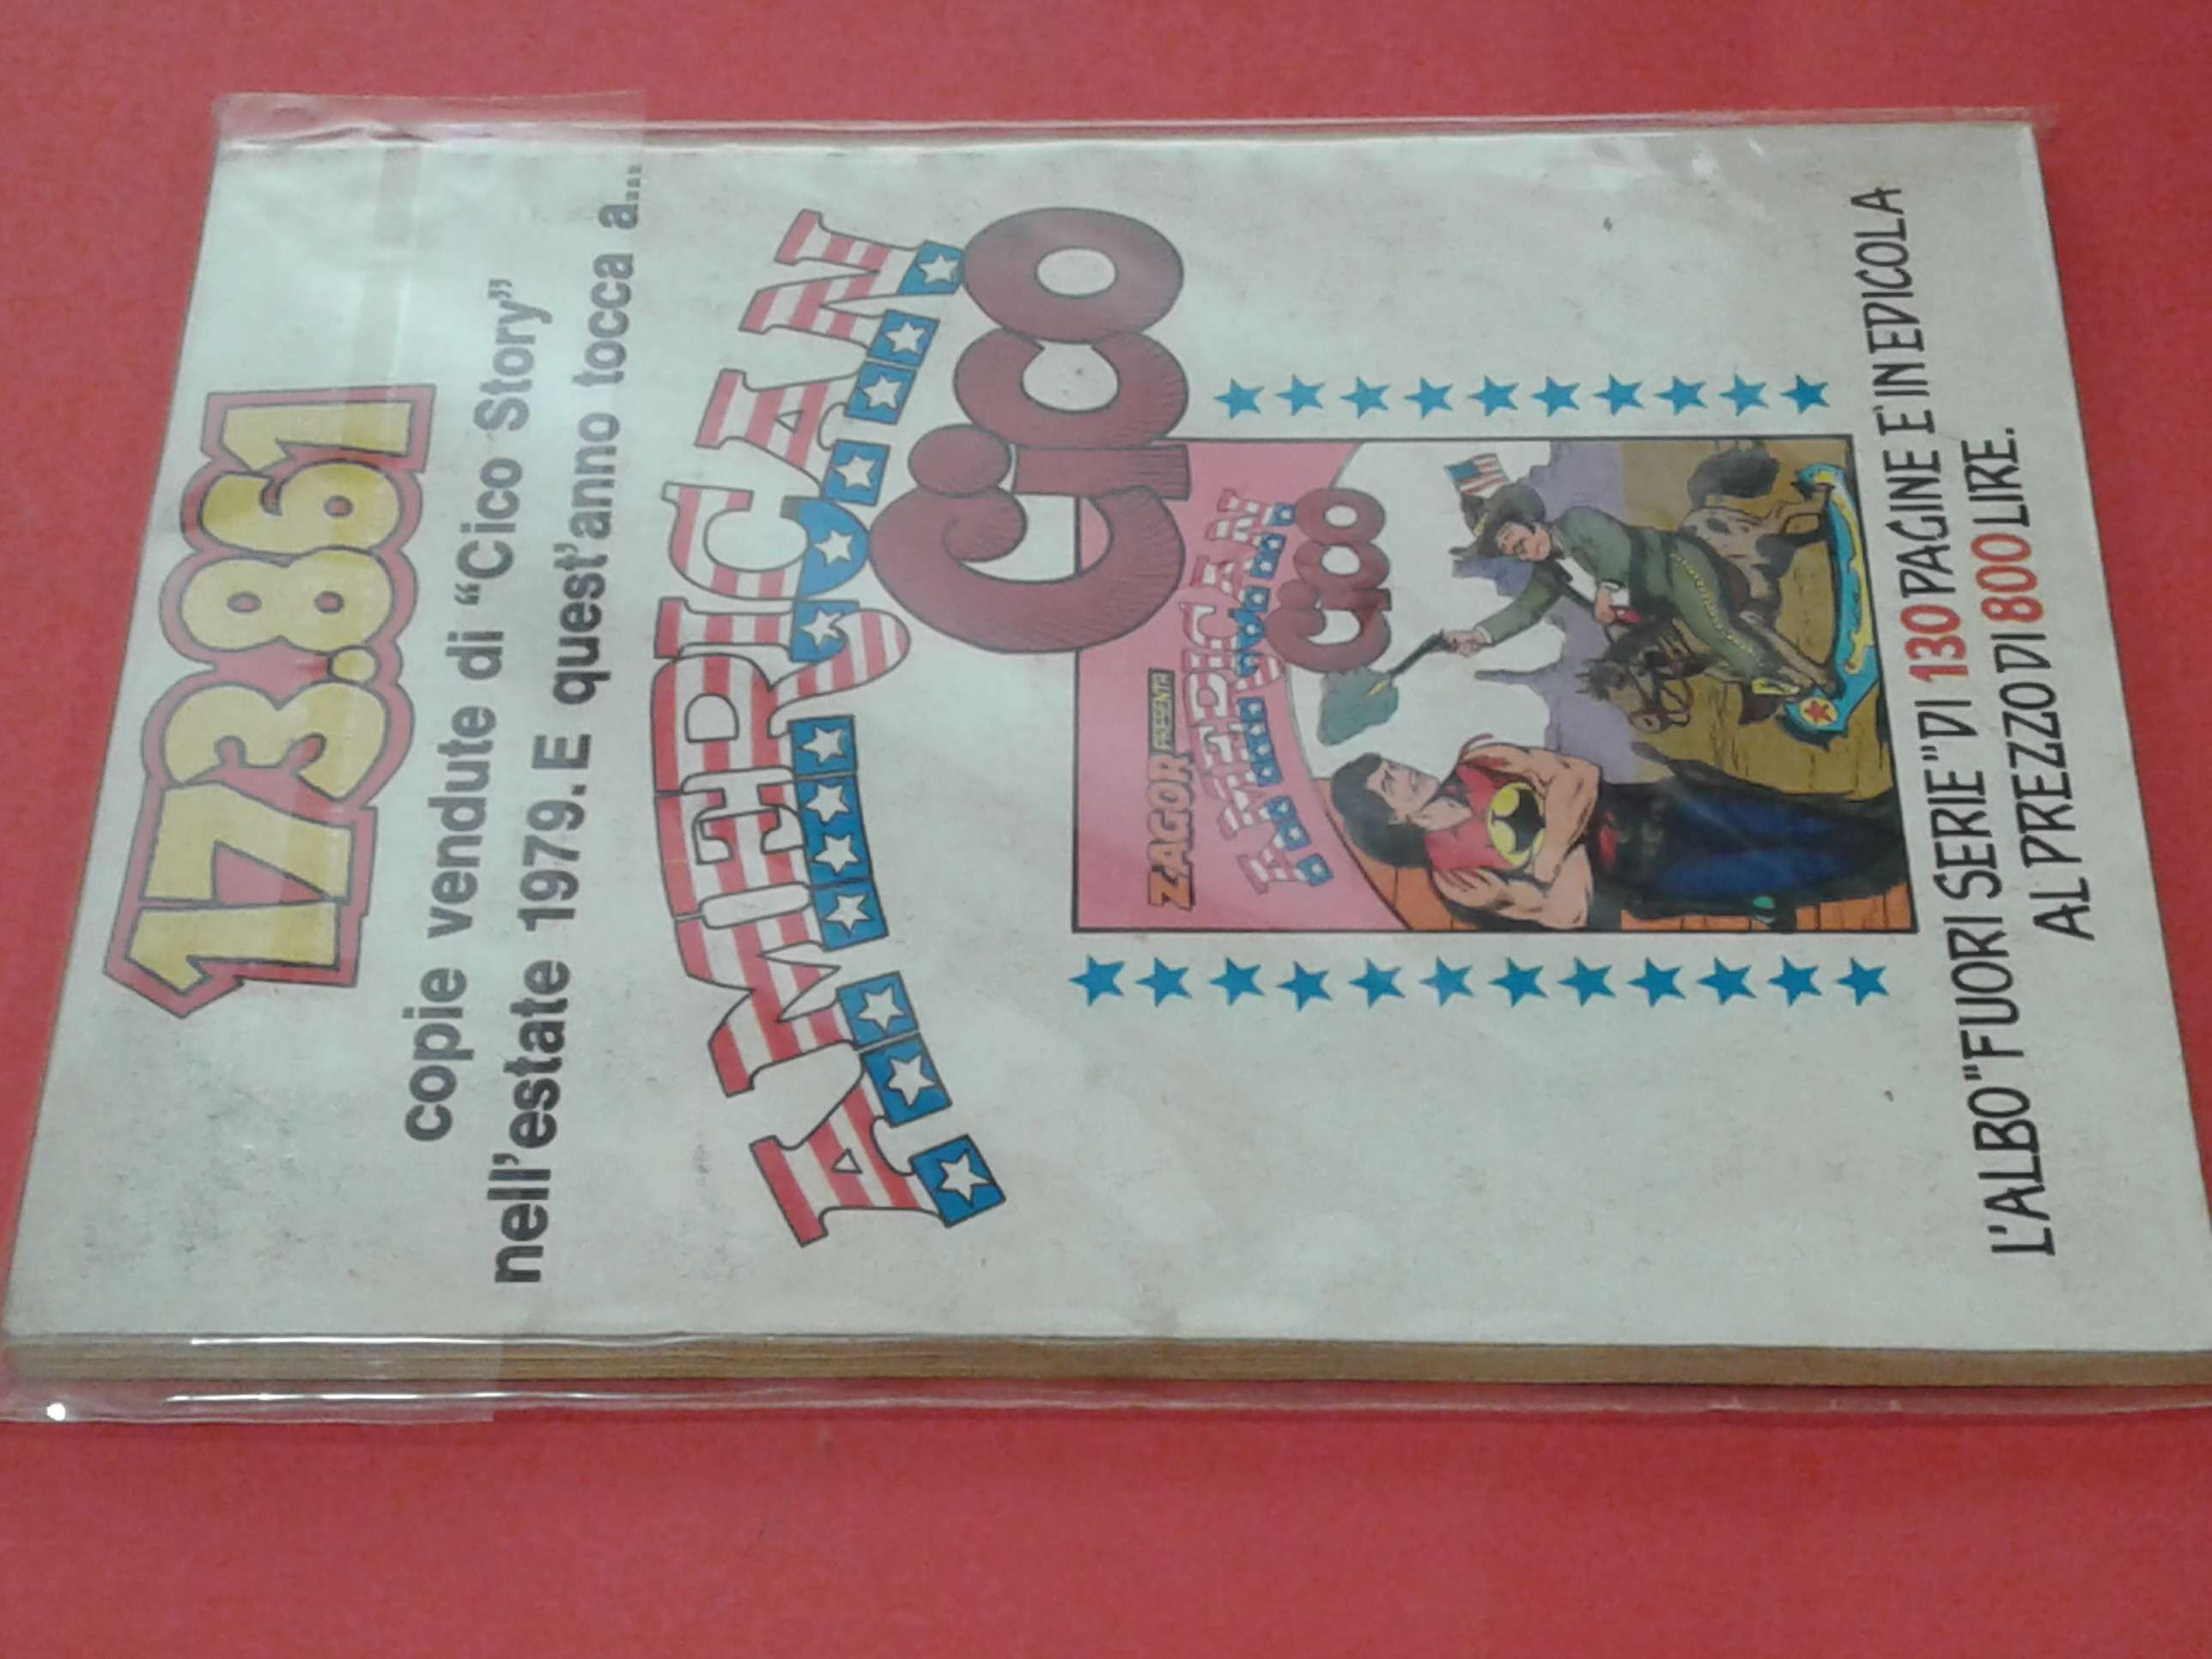 173.861
copie vendute di “Cico Story”
nell'estate 1979. E quest'anno tocca a...
AMERICAN
CICO
ZAGOR PRESENTA
AMERICAN
CICO
L'ALBO "FUORI SERIE" DI 130 PAGINE E' IN EDICOLA
AL PREZZO DI 800 LIRE.